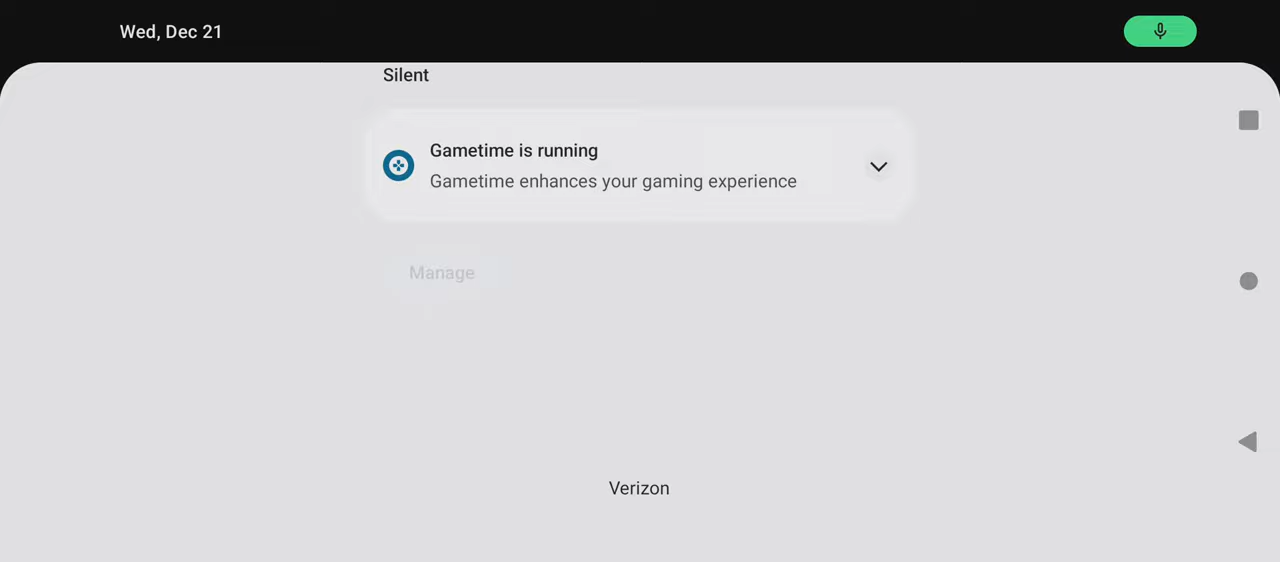 Wed, Dec 21
Silent
Gametime is running
Gametime enhances your gaming experience
Manage
Verizon